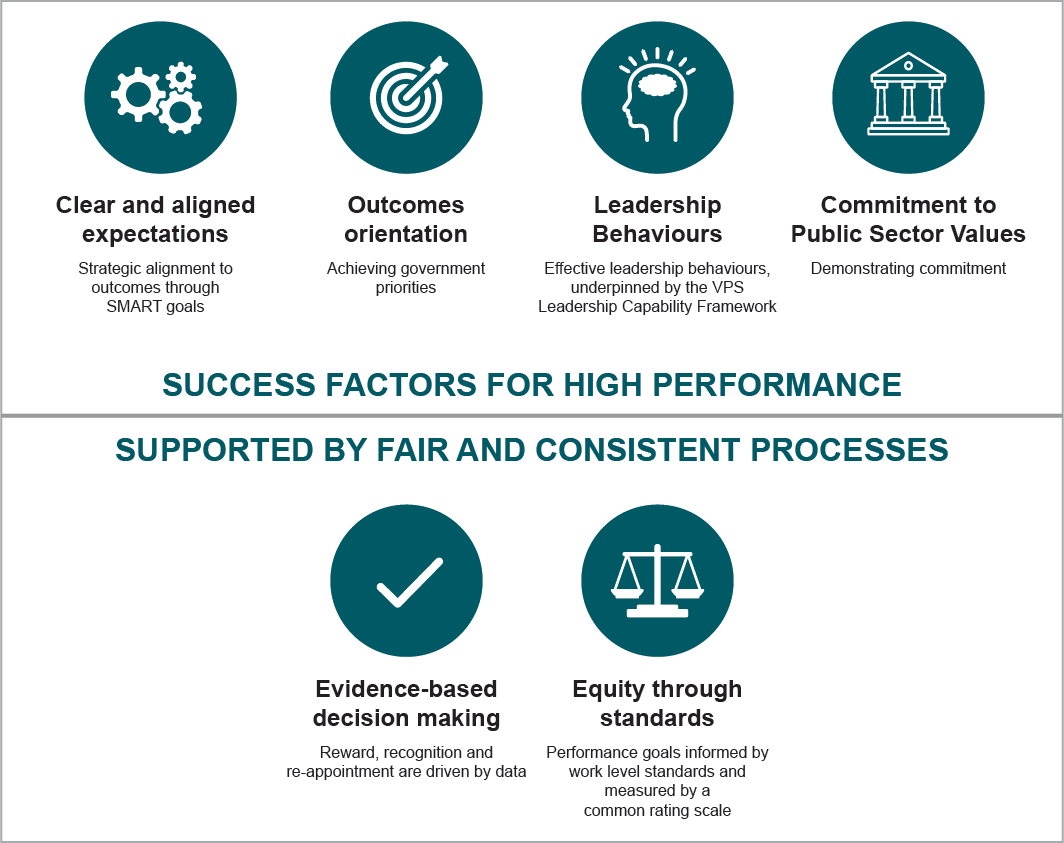 Clear and aligned
expectations
Strategic alignment to
outcomes through
SMART goals
Outcomes
orientation
Achieving government
priorities
Leadership
Behaviours
Effective leadership behaviours,
underpinned by the VPS
Leadership Capability Framework
Commitment to
Public Sector Values
Demonstrating commitment
SUCCESS FACTORS FOR HIGH PERFORMANCE
SUPPORTED BY FAIR AND CONSISTENT PROCESSES
Evidence-based
decision making
Reward, recognition and
re-appointment are driven by data
Equity through
standards
Performance goals informed by
work level standards and
measured by a
common rating scale